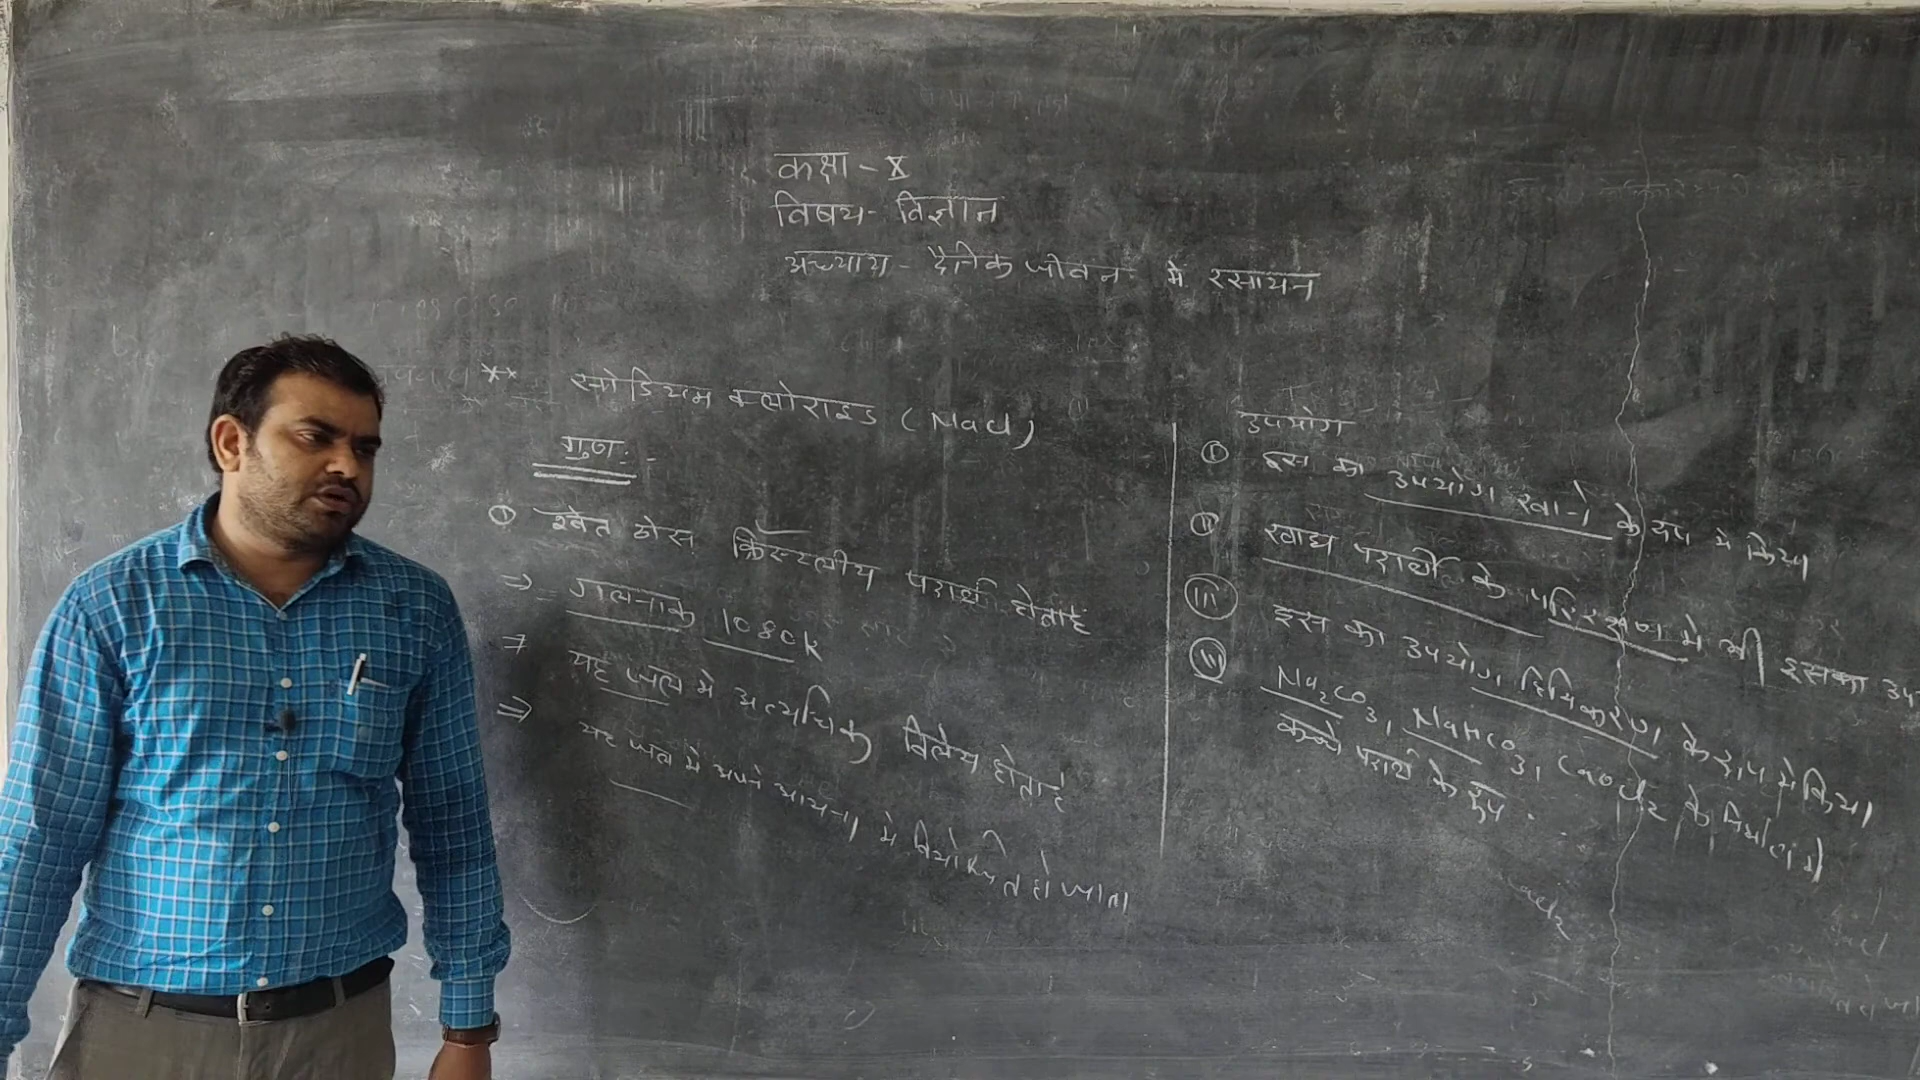 कक्षा - X
विषय - विज्ञान
अध्याय - दैनिक जीवन में रसायन
** सोडियम क्लोराइड (NaCl)
गुण :-
① श्वेत ठोस क्रिस्टलीय पदार्थ होता है
⇒ गलनांक 1080K
⇒ यह जल में अत्यधिक विलेय होता है
⇒ यह जल में अपने आयनों में वियोजित हो जाता
उपयोग
① इस का उपयोग खाने के रूप में किया
② खाद्य पदार्थों के परिरक्षण में भी इसका उप
③ इस का उपयोग हिमिकरण के रूप में किया
Na₂CO₃, NaHCO₃, CaOCl₂ के निर्माण में
कच्चे पदार्थ के रूप . . .